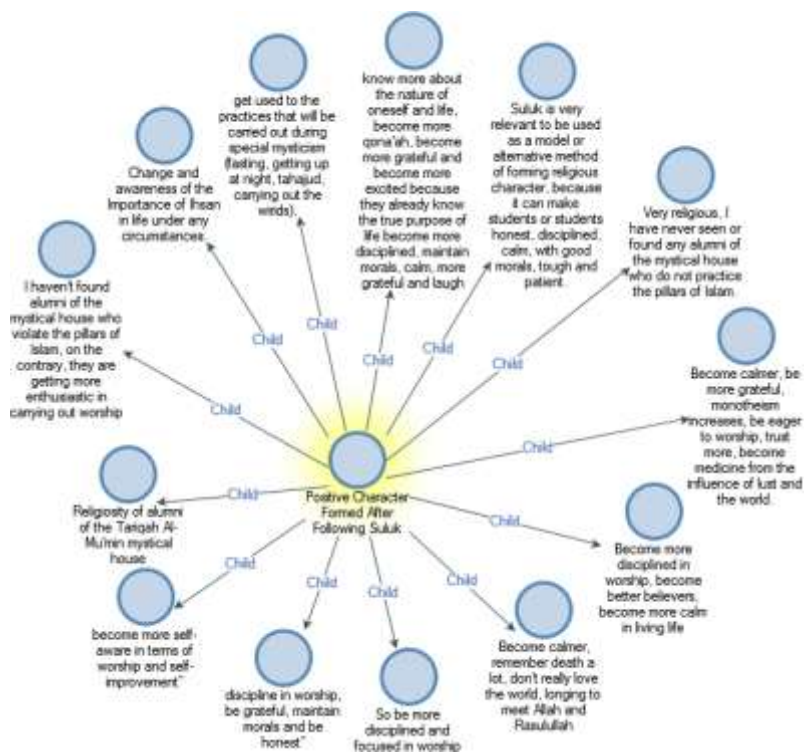 know more about
the nature of
oneself and life,
become more
qona'ah, become
more grateful and
become more
excited because
they already know
the true purpose of
life become more
disciplined, maintain
morals, calm, more
grateful and laugh
get used to the
practices that will be
carried out during
special mysticism
(fasting, getting up
at night, tahajud,
carrying out the
winds).
Suluk is very
relevant to be used
as a model or
alternative method
of forming religious
character, because
it can make
students or students
honest, disciplined,
calm, with good
morals, tough and
patient.
Change and
awareness of the
Importance of Ihsan
in life under any
circumstances.
Very religious, I
have never seen or
found any alumni of
the mystical house
who do not practice
the pillars of Islam.
I haven't found
alumni of the
mystical house who
violate the pillars of
Islam, on the
contrary, they are
getting more
enthusiastic in
carrying out worship
Become calmer, be
more grateful,
monotheism
increases, be eager
to worship, trust
more, become
medicine from the
influence of lust and
the world.
Child
Child
Child
Child
Child
Child
Child
Child
Child
Child
Child
Child
Child
Positive Character
Formed After
Following Suluk
Religiosity of alumni
of the Tariqah Al-
Mu'min mystical
house
Become more
disciplined in
worship, become
better believers,
become more calm
in living life
become more self-
aware in terms of
worship and self-
improvement"
discipline in worship,
be grateful, maintain
morals and be
honest"
So be more
disciplined and
focused in worship
Become calmer,
remember death a
lot, don't really love
the world, longing to
meet Allah and
Rasulullah